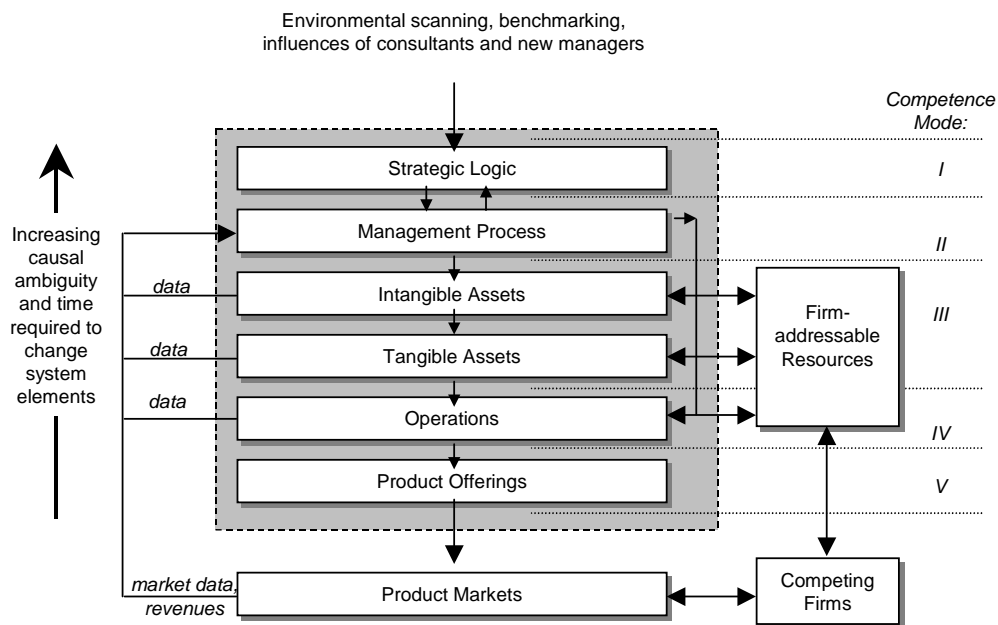 Environmental scanning, benchmarking,
influences of consultants and new managers
Competence
Mode:
Strategic Logic
I
Management Process
II
Increasing
causal
ambiguity
and time
required to
change
system
elements
data
Intangible Assets
Firm-
addressable
Resources
III
data
Tangible Assets
data
Operations
IV
Product Offerings
V
market data,
revenues
Product Markets
Competing
Firms